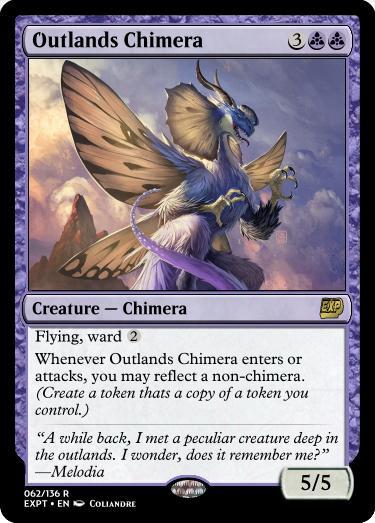 Outlands Chimera 3
Creature — Chimera EXP
Flying, ward 2
Whenever Outlands Chimera enters or
attacks, you may reflect a non-chimera.
(Create a token thats a copy of a token you
control.)
“A while back, I met a peculiar creature deep in
the outlands. I wonder, does it remember me?”
—Melodia
5/5
062/136 R
EXPT • EN COLIANDRE